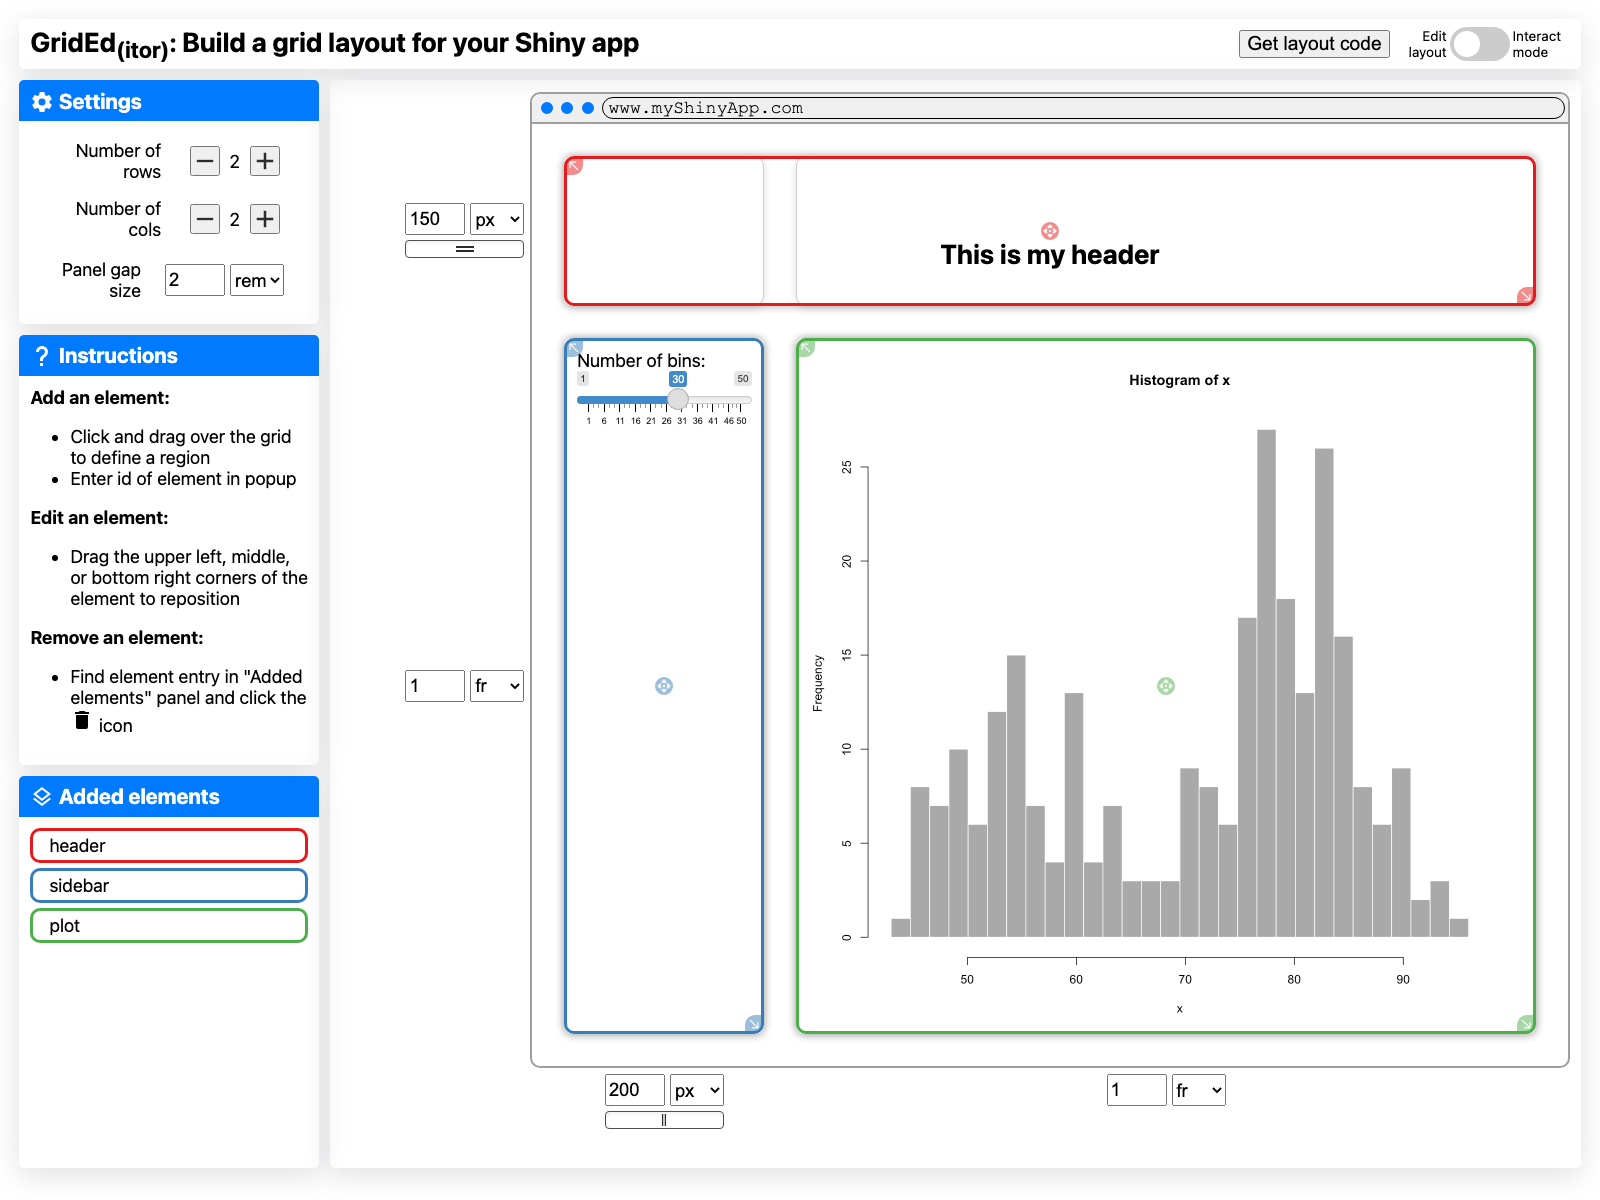 GridEd(itor): Build a grid layout for your Shiny app
Get layout code
Edit
layout
Interact
mode
Settings
Number of
rows
2
Number of
cols
2
Panel gap
size
2
rem
? Instructions
Add an element:
• Click and drag over the grid
to define a region
• Enter id of element in popup
Edit an element:
• Drag the upper left, middle,
or bottom right corners of the
element to reposition
Remove an element:
• Find element entry in "Added
elements" panel and click the
icon
Added elements
header
sidebar
plot
www.myShinyApp.com
150
px
This is my header
1
fr
Number of bins:
1
30
50
1 6 11 16 21 26 31 36 41 46 50
Histogram of x
Frequency
25
20
15
10
5
0
50 60 70 80 90
x
200
px
1
fr